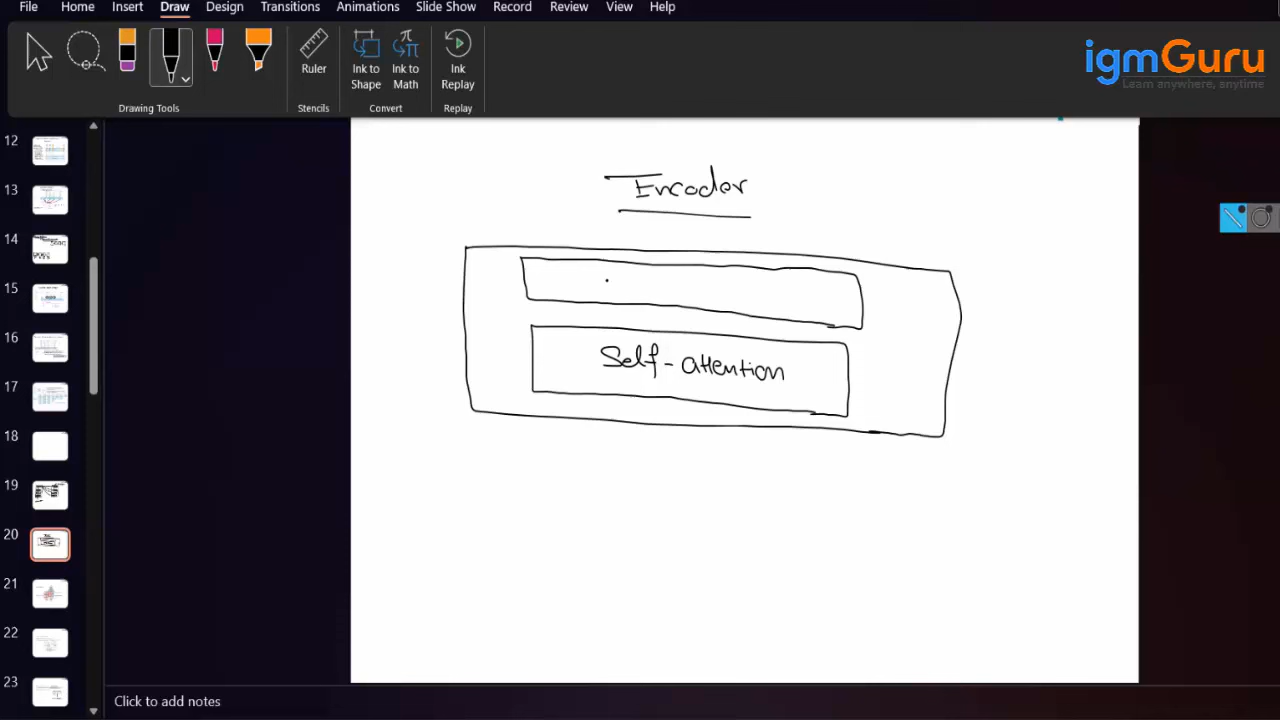 File Home Insert Draw Design Transitions Animations Slide Show Record Review View Help
Ruler
Ink to Shape
Ink to Math
Ink Replay
Drawing Tools
Stencils
Convert
Replay
igmGuru
Learn anywhere, anytime
12
13
14
15
16
17
18
19
20
21
22
23
Encoder
Self-attention
Click to add notes